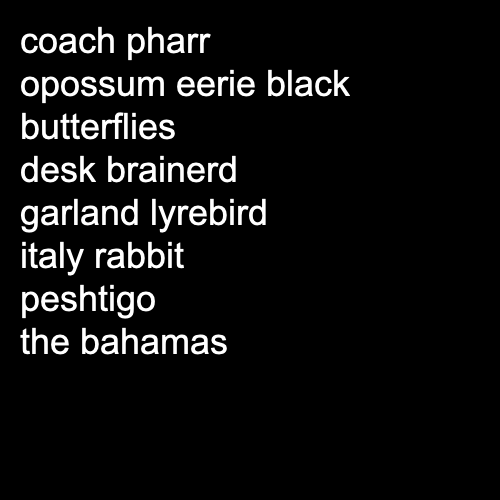 coach pharr
opossum eerie black
butterflies
desk brainerd
garland lyrebird
italy rabbit
peshtigo
the bahamas